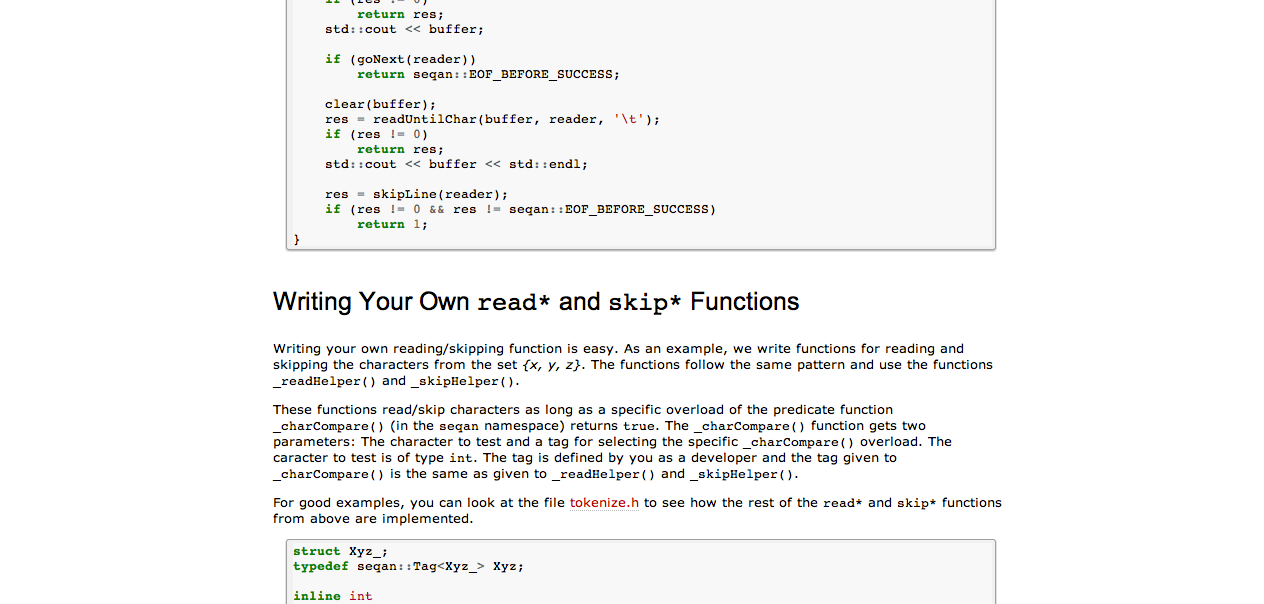 if (res != 0)
return res;
std::cout << buffer;
if (goNext(reader))
return seqan::EOF_BEFORE_SUCCESS;
clear(buffer);
res = readUntilChar(buffer, reader, '\t');
if (res != 0)
return res;
std::cout << buffer << std::endl;
res = skipLine(reader);
if (res != 0 && res != seqan::EOF_BEFORE_SUCCESS)
return 1;
}
Writing Your Own read* and skip* Functions
Writing your own reading/skipping function is easy. As an example, we write functions for reading and
skipping the characters from the set {x, y, z}. The functions follow the same pattern and use the functions
_readHelper() and _skipHelper().
These functions read/skip characters as long as a specific overload of the predicate function
_charCompare() (in the seqan namespace) returns true. The _charCompare() function gets two
parameters: The character to test and a tag for selecting the specific _charCompare() overload. The
caracter to test is of type int. The tag is defined by you as a developer and the tag given to
_charCompare() is the same as given to _readHelper() and _skipHelper().
For good examples, you can look at the file tokenize.h to see how the rest of the read* and skip* functions
from above are implemented.
struct Xyz_;
typedef seqan::Tag<Xyz_> Xyz;
inline int